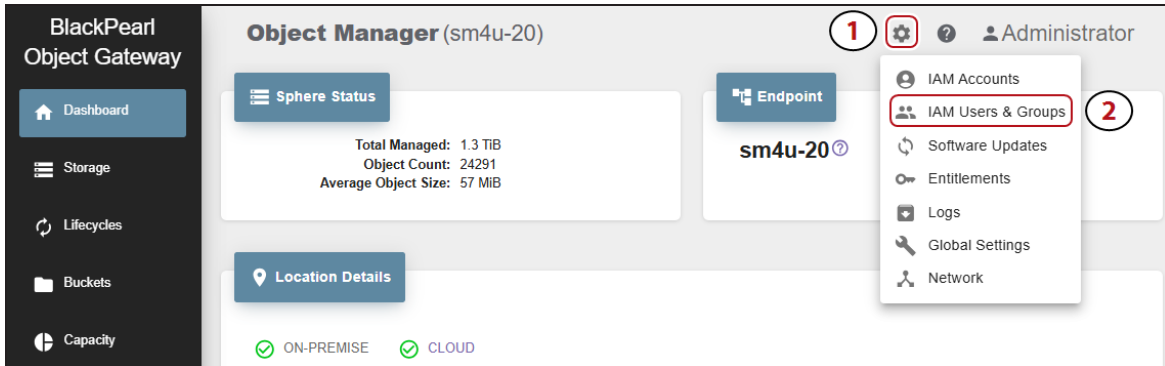 BlackPearl
Object Gateway
Dashboard
Storage
Lifecycles
Buckets
Capacity
Object Manager (sm4u-20)
1
Administrator
Sphere Status
Total Managed: 1.3 TiB
Object Count: 24291
Average Object Size: 57 MiB
Endpoint
sm4u-20
IAM Accounts
IAM Users & Groups
2
Software Updates
Entitlements
Logs
Global Settings
Network
Location Details
ON-PREMISE CLOUD